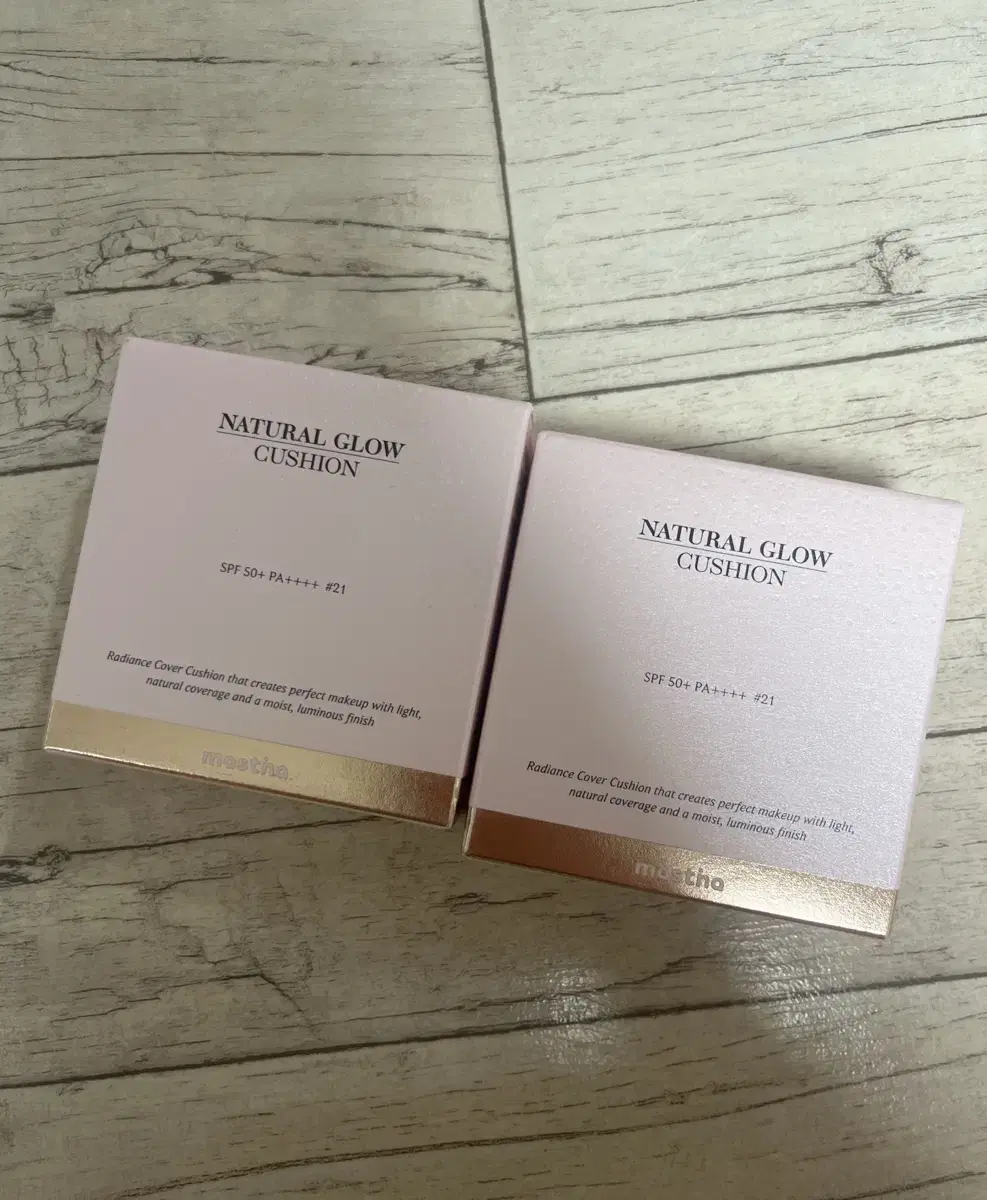 NATURAL GLOW
CUSHION
SPF 50+ PA++++ #21
Radiance Cover Cushion that creates perfect makeup with light,
natural coverage and a moist, luminous finish
mastha
NATURAL GLOW
CUSHION
SPF 50+ PA++++ #21
Radiance Cover Cushion that creates perfect makeup with light,
natural coverage and a moist, luminous finish
mastha